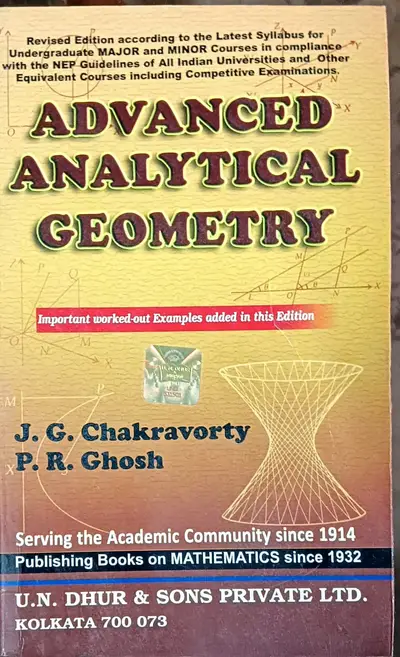 Revised Edition according to the Latest Syllabus for
Undergraduate MAJOR and MINOR Courses in compliance
with the NEP Guidelines of All Indian Universities and Other
Equivalent Courses including Competitive Examinations.
ADVANCED
ANALYTICAL
GEOMETRY
Important worked-out Examples added in this Edition
J. G. Chakravorty
P. R. Ghosh
Serving the Academic Community since 1914
Publishing Books on MATHEMATICS since 1932
U.N. DHUR & SONS PRIVATE LTD.
KOLKATA 700 073